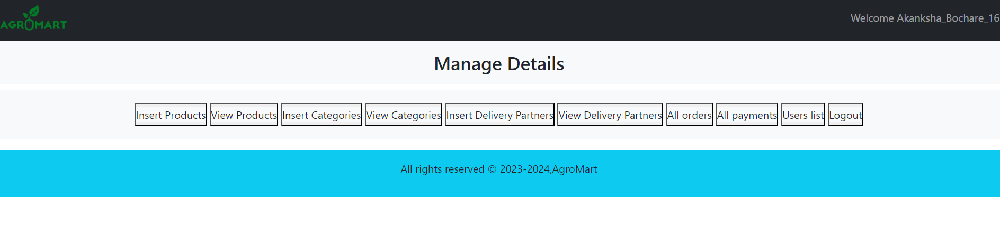 AGROMART
Welcome Akanksha_Bochare_16
Manage Details
Insert Products View Products Insert Categories View Categories Insert Delivery Partners View Delivery Partners All orders All payments Users list Logout
All rights reserved © 2023-2024,AgroMart